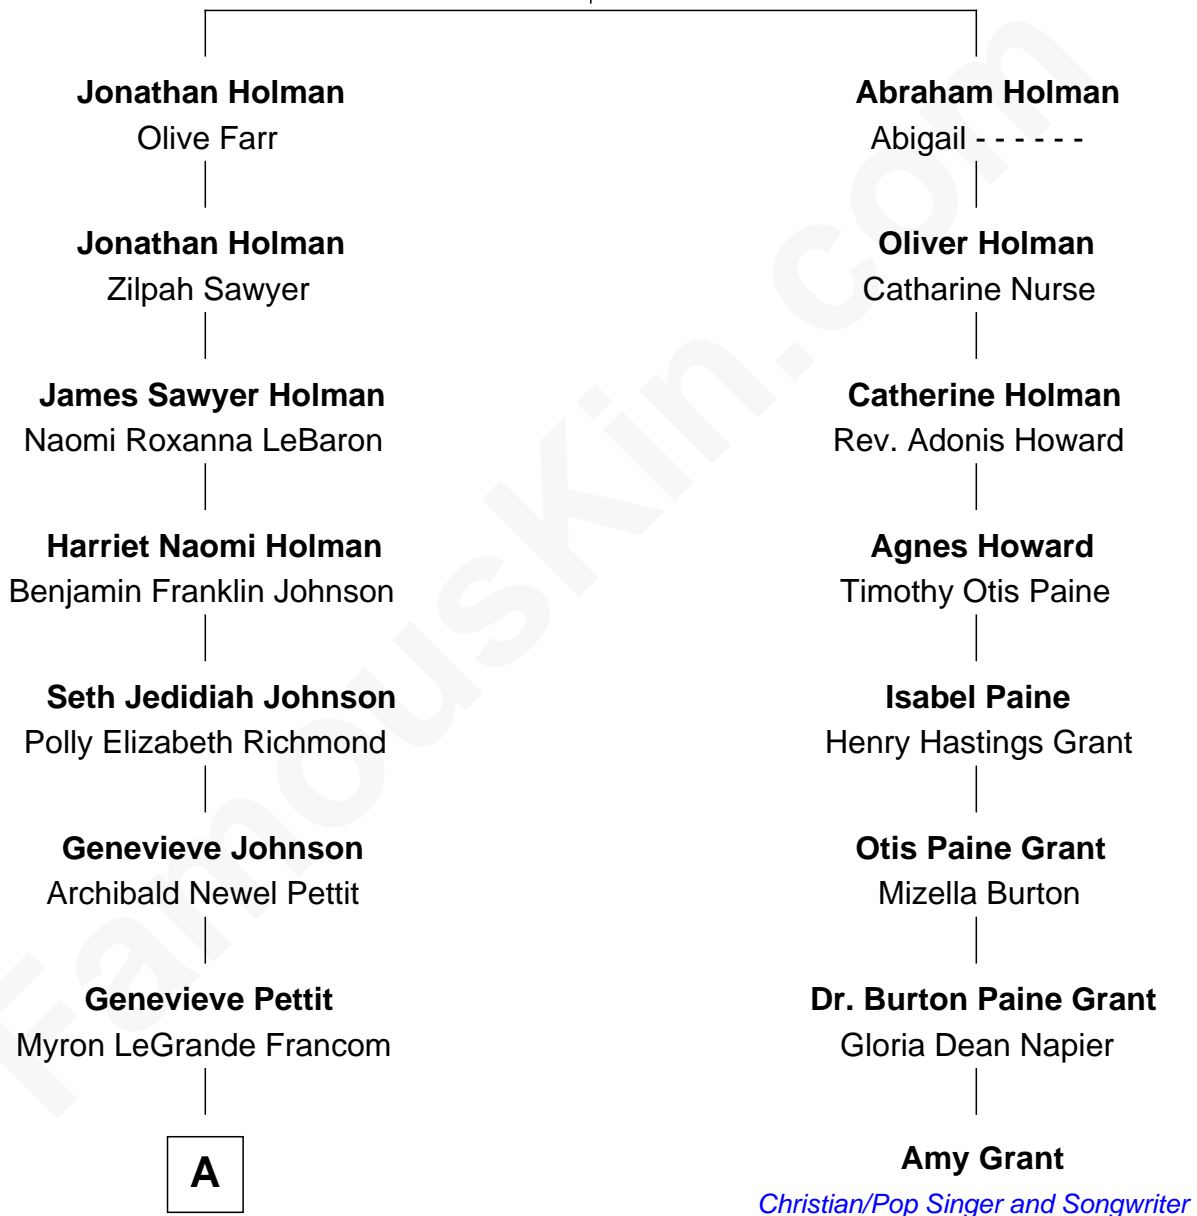 Jonathan Holman
Olive Farr
Jonathan Holman
Zilpah Sawyer
James Sawyer Holman
Naomi Roxanna LeBaron
Harriet Naomi Holman
Benjamin Franklin Johnson
Seth Jedidiah Johnson
Polly Elizabeth Richmond
Genevieve Johnson
Archibald Newel Pettit
Genevieve Pettit
Myron LeGrande Francom
A
Abraham Holman
Abigail - - - - - -
Oliver Holman
Catharine Nurse
Catherine Holman
Rev. Adonis Howard
Agnes Howard
Timothy Otis Paine
Isabel Paine
Henry Hastings Grant
Otis Paine Grant
Mizella Burton
Dr. Burton Paine Grant
Gloria Dean Napier
Amy Grant
Christian/Pop Singer and Songwriter
FamousKin.com